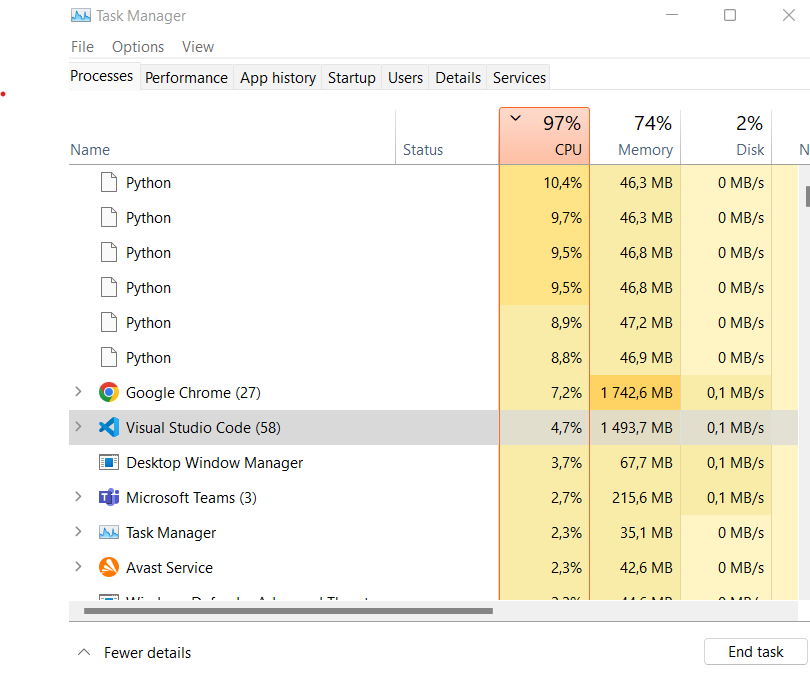 Task Manager
File Options View
Processes Performance App history Startup Users Details Services
97% 74% 2%
Name Status CPU Memory Disk N
Python 10,4% 46,3 MB 0 MB/s
Python 9,7% 46,3 MB 0 MB/s
Python 9,5% 46,8 MB 0 MB/s
Python 9,5% 46,8 MB 0 MB/s
Python 8,9% 47,2 MB 0 MB/s
Python 8,8% 46,9 MB 0 MB/s
Google Chrome (27) 7,2% 1 742,6 MB 0,1 MB/s
Visual Studio Code (58) 4,7% 1 493,7 MB 0,1 MB/s
Desktop Window Manager 3,7% 67,7 MB 0,1 MB/s
Microsoft Teams (3) 2,7% 215,6 MB 0,1 MB/s
Task Manager 2,3% 35,1 MB 0 MB/s
Avast Service 2,3% 42,6 MB 0 MB/s
Fewer details End task